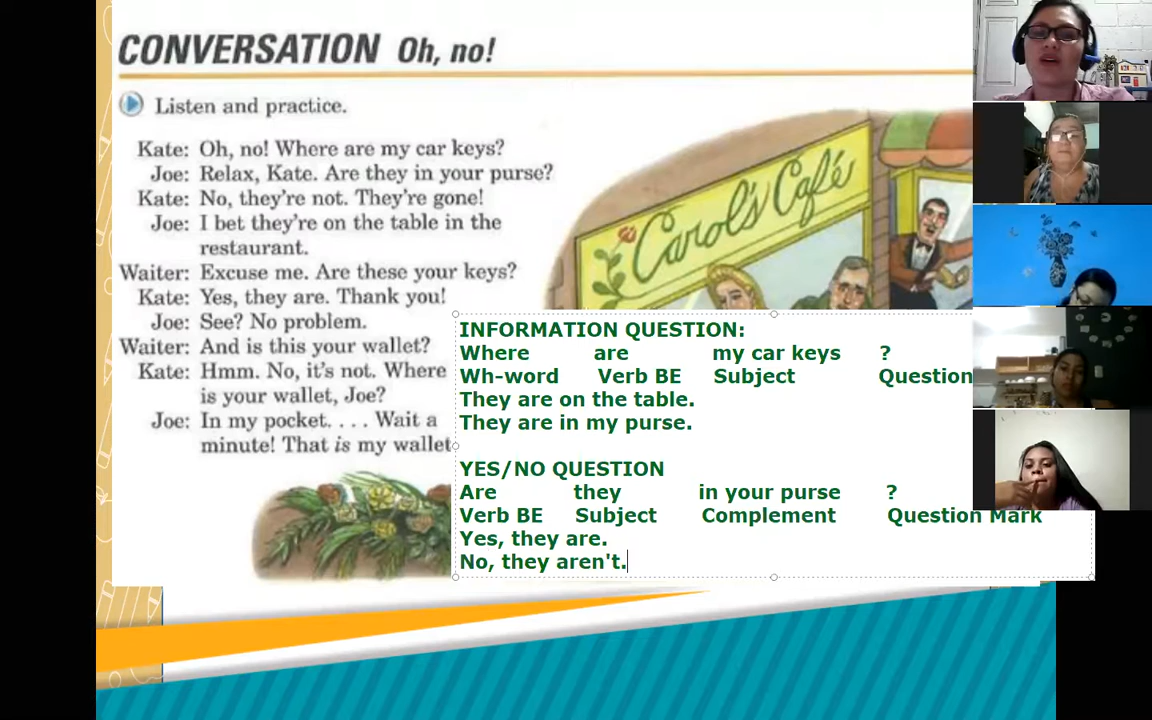 CONVERSATION Oh, no!
Listen and practice.
Kate: Oh, no! Where are my car keys?
Joe: Relax, Kate. Are they in your purse?
Kate: No, they're not. They're gone!
Joe: I bet they're on the table in the
restaurant.
Waiter: Excuse me. Are these your keys?
Kate: Yes, they are. Thank you!
Joe: See? No problem.
Waiter: And is this your wallet?
Kate: Hmm. No, it's not. Where
is your wallet, Joe?
Joe: In my pocket. . . . Wait a
minute! That is my wallet
Carol's Café
INFORMATION QUESTION:
Where are my car keys ?
Wh-word Verb BE Subject Question
They are on the table.
They are in my purse.
YES/NO QUESTION
Are they in your purse ?
Verb BE Subject Complement Question Mark
Yes, they are.
No, they aren't.